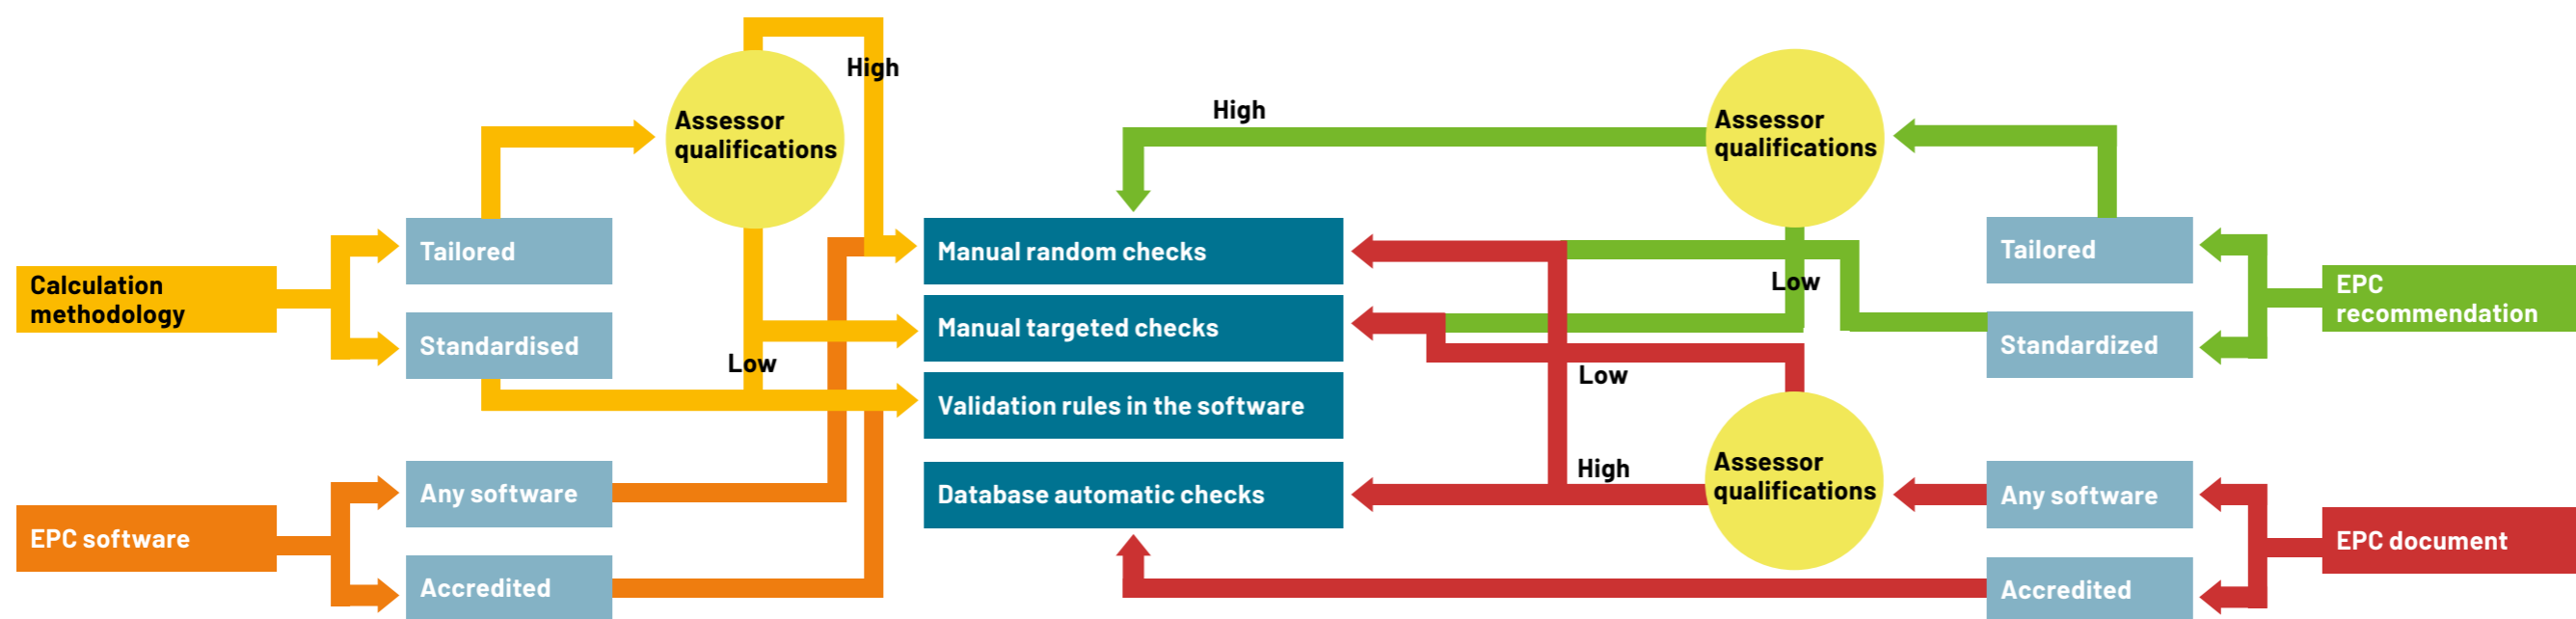 High
Assessor
qualifications
High
Assessor
qualifications
Tailored
Manual random checks
Tailored
Calculation
methodology
Low
EPC
recommendation
Manual targeted checks
Standardised
Standardized
Low
Low
Validation rules in the software
Any software
Database automatic checks
High
Assessor
qualifications
Any software
EPC software
EPC document
Accredited
Accredited